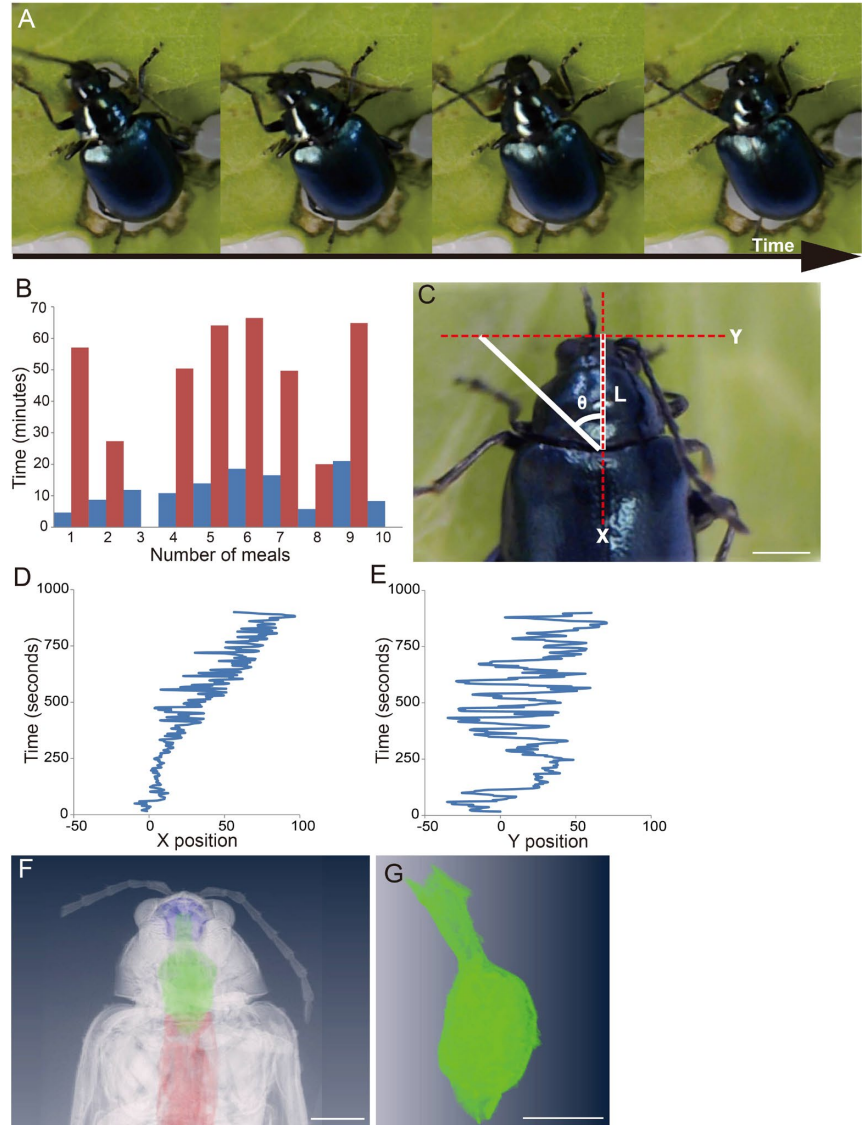 A
Time
B
70
60
50
40
30
20
10
0
Time (minutes)
1 2 3 4 5 6 7 8 9 10
Number of meals
C
Y
θ
L
X
D
1000
750
500
250
0
Time (seconds)
-50 0 50 100
X position
E
1000
750
500
250
0
Time (seconds)
-50 0 50 100
Y position
F
G